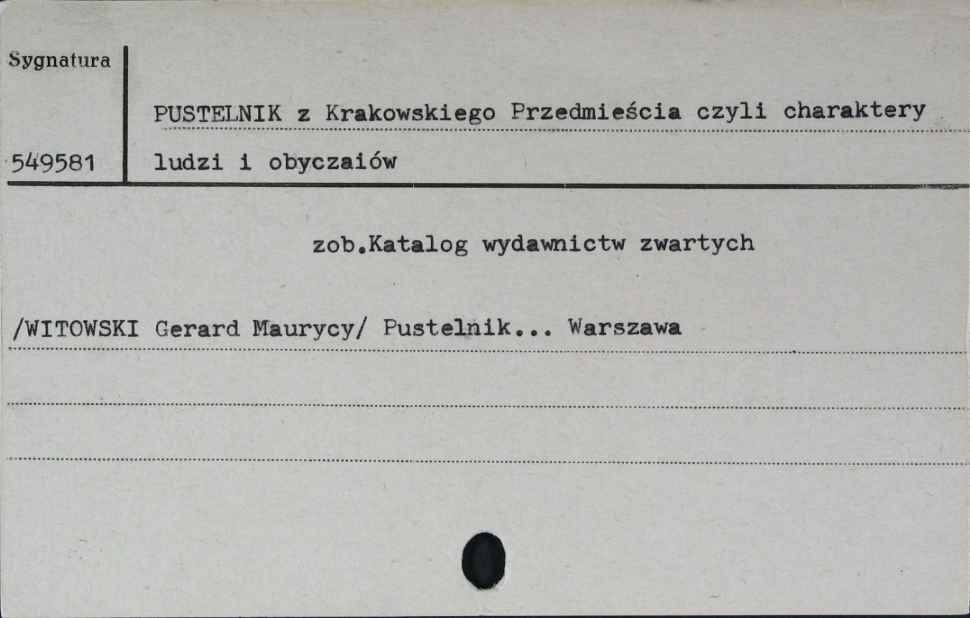 Sygnatura
PUSTELNIK z Krakowskiego Przedmieścia czyli charaktery
549581
ludzi i obyczaiów
zob.Katalog wydawnictw zwartych
/WITOWSKI Gerard Maurycy/ Pustelnik... Warszawa